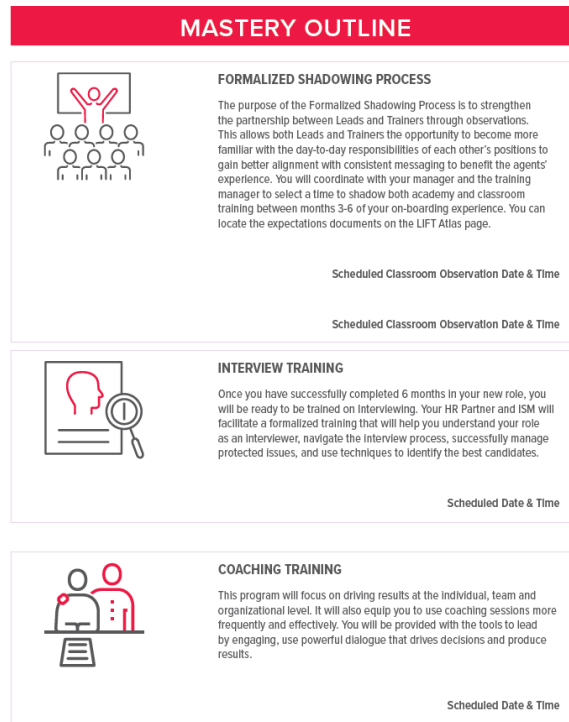 MASTERY OUTLINE
FORMALIZED SHADOWING PROCESS
The purpose of the Formalized Shadowing Process is to strengthen
the partnership between Leads and Trainers through observations.
This allows both Leads and Trainers the opportunity to become more
familiar with the day-to-day responsibilities of each other's positions to
gain better alignment with consistent messaging to benefit the agents'
experience. You will coordinate with your manager and the training
manager to select a time to shadow both academy and classroom
training between months 3-6 of your on-boarding experience. You can
locate the expectations documents on the LIFT Atlas page.
Scheduled Classroom Observation Date & Time
Scheduled Classroom Observation Date & Time
INTERVIEW TRAINING
Once you have successfully completed 6 months in your new role, you
will be ready to be trained on Interviewing. Your HR Partner and ISM will
facilitate a formalized training that will help you understand your role
as an interviewer, navigate the Interview process, successfully manage
protected issues, and use techniques to identify the best candidates.
Scheduled Date & Time
COACHING TRAINING
This program will focus on driving results at the individual, team and
organizational level. It will also equip you to use coaching sessions more
frequently and effectively. You will be provided with the tools to lead
by engaging, use powerful dialogue that drives decisions and produce
results.
Scheduled Date & Time